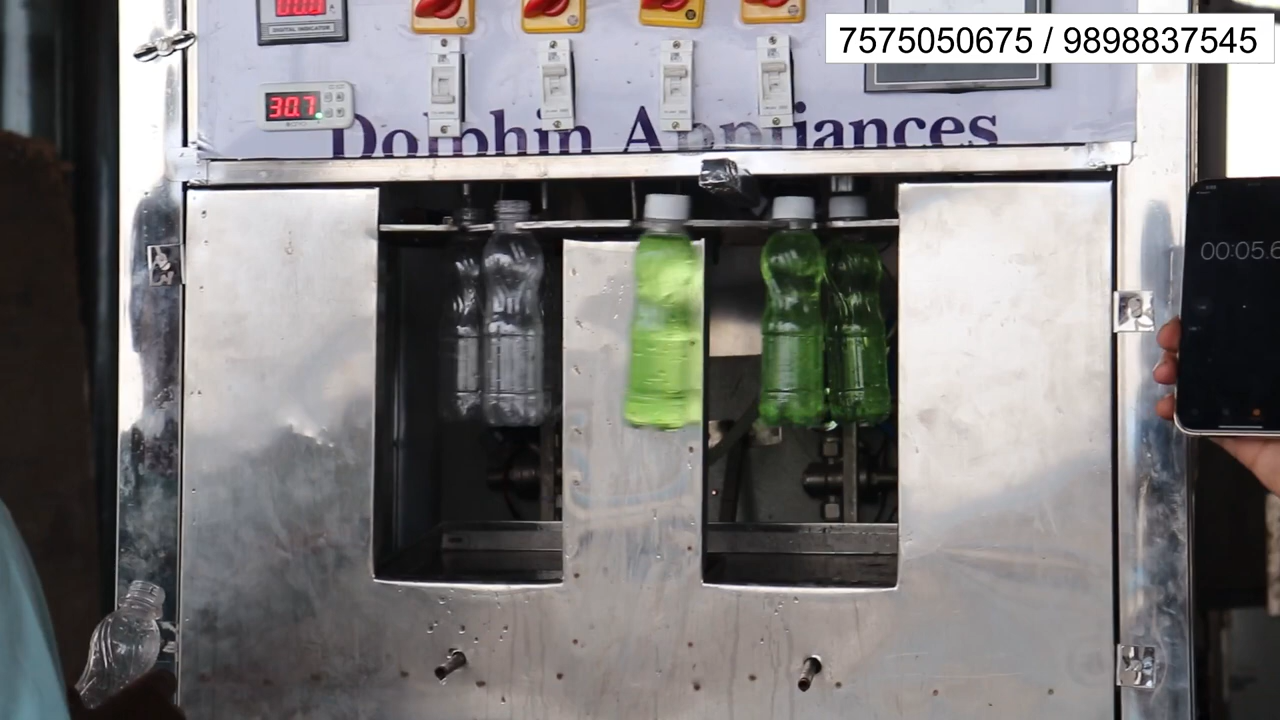 7575050675 / 9898837545
DIGITAL INDICATOR
30.7
Dolphin Appliances
00:05.6